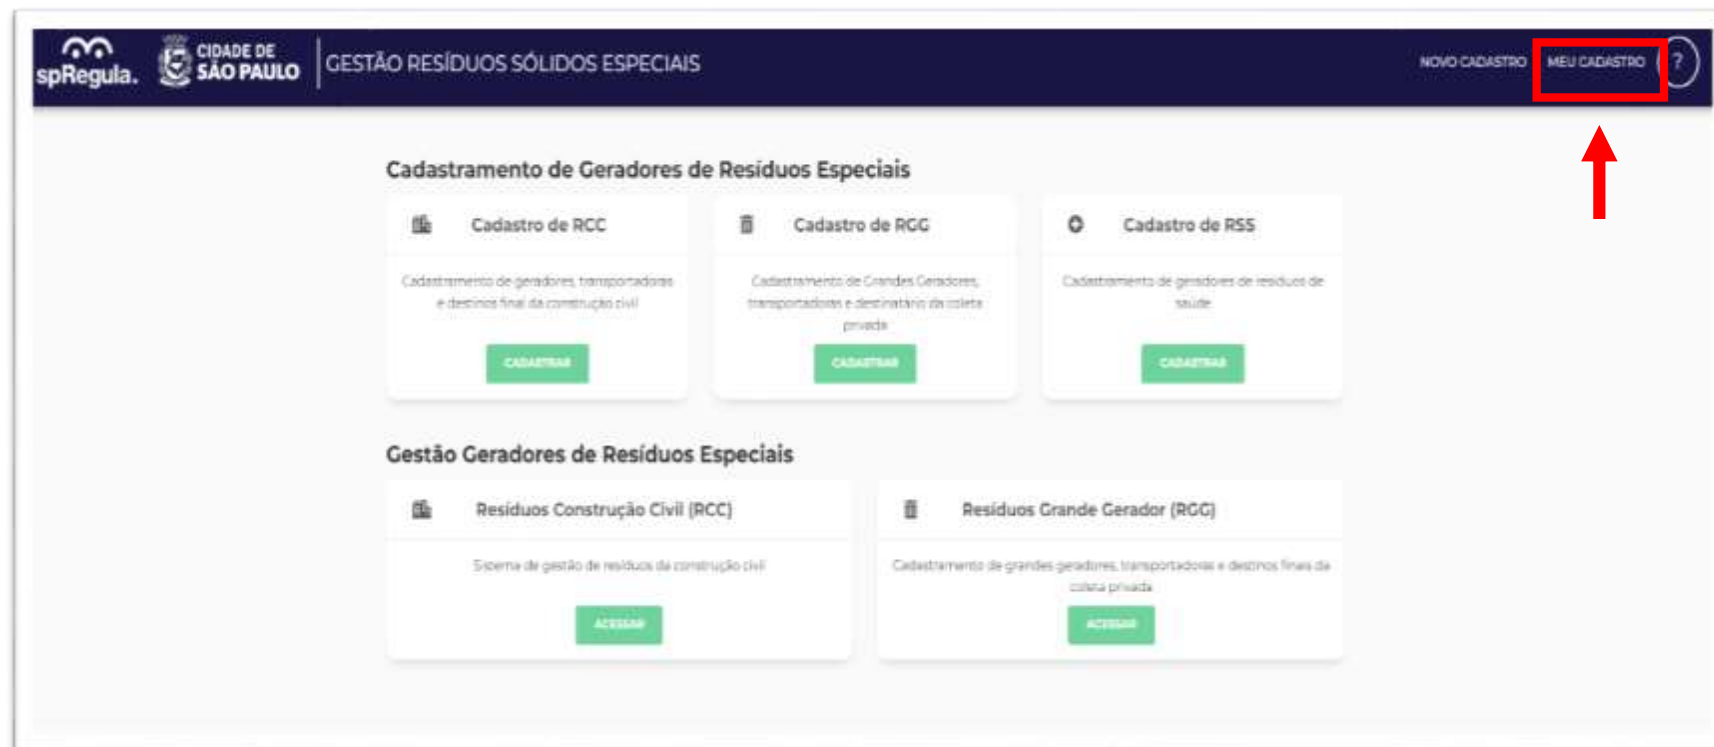 spRegula.
CIDADE DE
SÃO PAULO
GESTÃO RESÍDUOS SÓLIDOS ESPECIAIS
NOVO CADASTRO
MEU CADASTRO
?
Cadastramento de Geradores de Resíduos Especiais
Cadastro de RCC
Cadastro de RGG
Cadastro de RSS
Cadastramento de geradores, transportadoras
e destinos final da construção civil
Cadastramento de Grandes Geradores,
transportadoras e destinatário da coleta
privada
Cadastramento de geradores de resíduos de
saúde
CADASTRAR
CADASTRAR
CADASTRAR
Gestão Geradores de Resíduos Especiais
Resíduos Construção Civil (RCC)
Resíduos Grande Gerador (RGG)
Sistema de gestão de resíduos da construção civil
Cadastramento de grandes geradores, transportadoras e destinos finais da
coleta privada
ACESSAR
ACESSAR